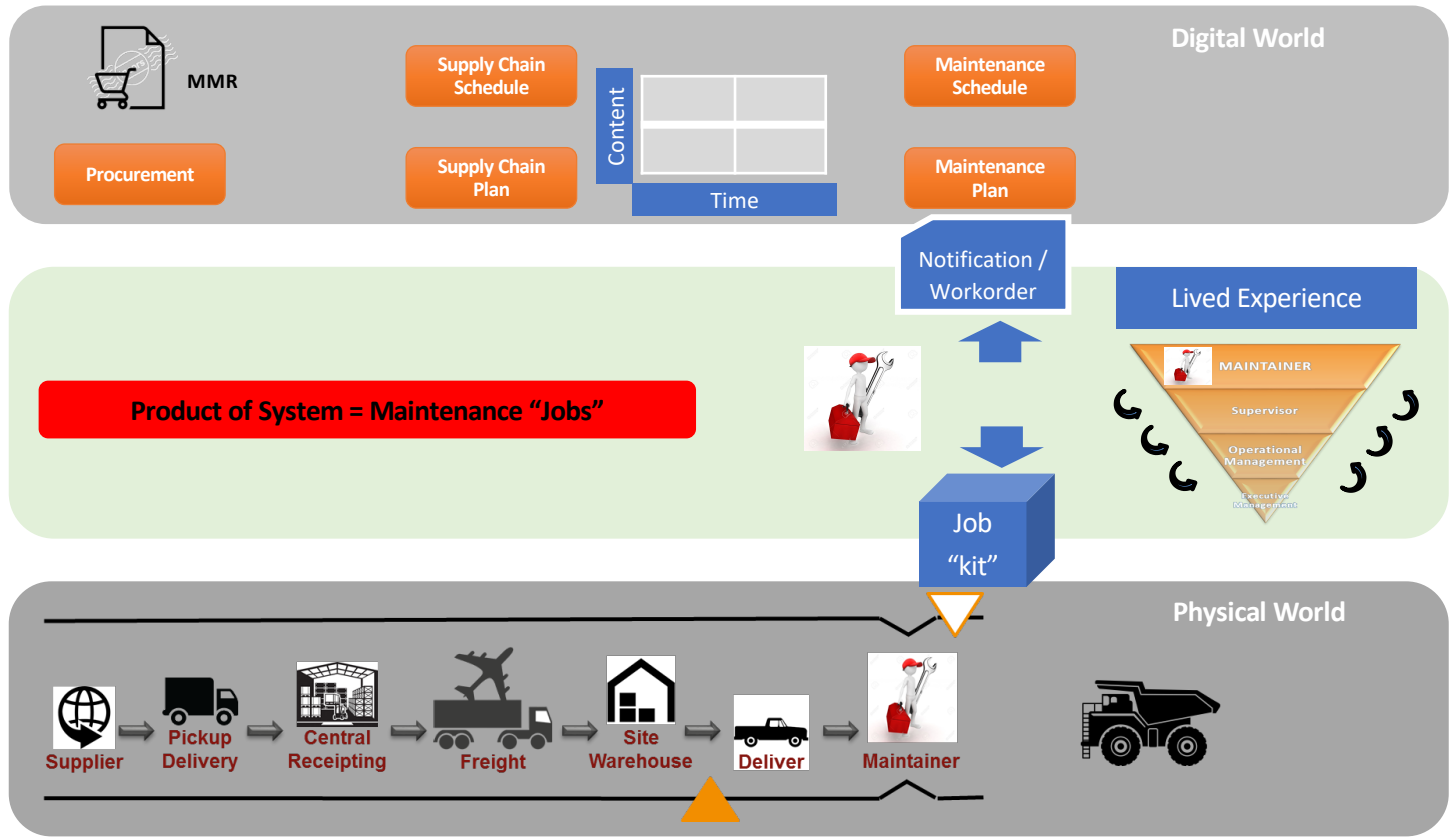 Digital World
MMR
Procurement
Supply Chain
Schedule
Supply Chain
Plan
Content
Time
Maintenance
Schedule
Maintenance
Plan
Notification /
Workorder
Lived Experience
MAINTAINER
Supervisor
Operational
Management
Executive
Management
Product of System = Maintenance “Jobs”
Job
“kit”
Physical World
Supplier
Pickup
Delivery
Central
Receipting
Freight
Site
Warehouse
Deliver
Maintainer